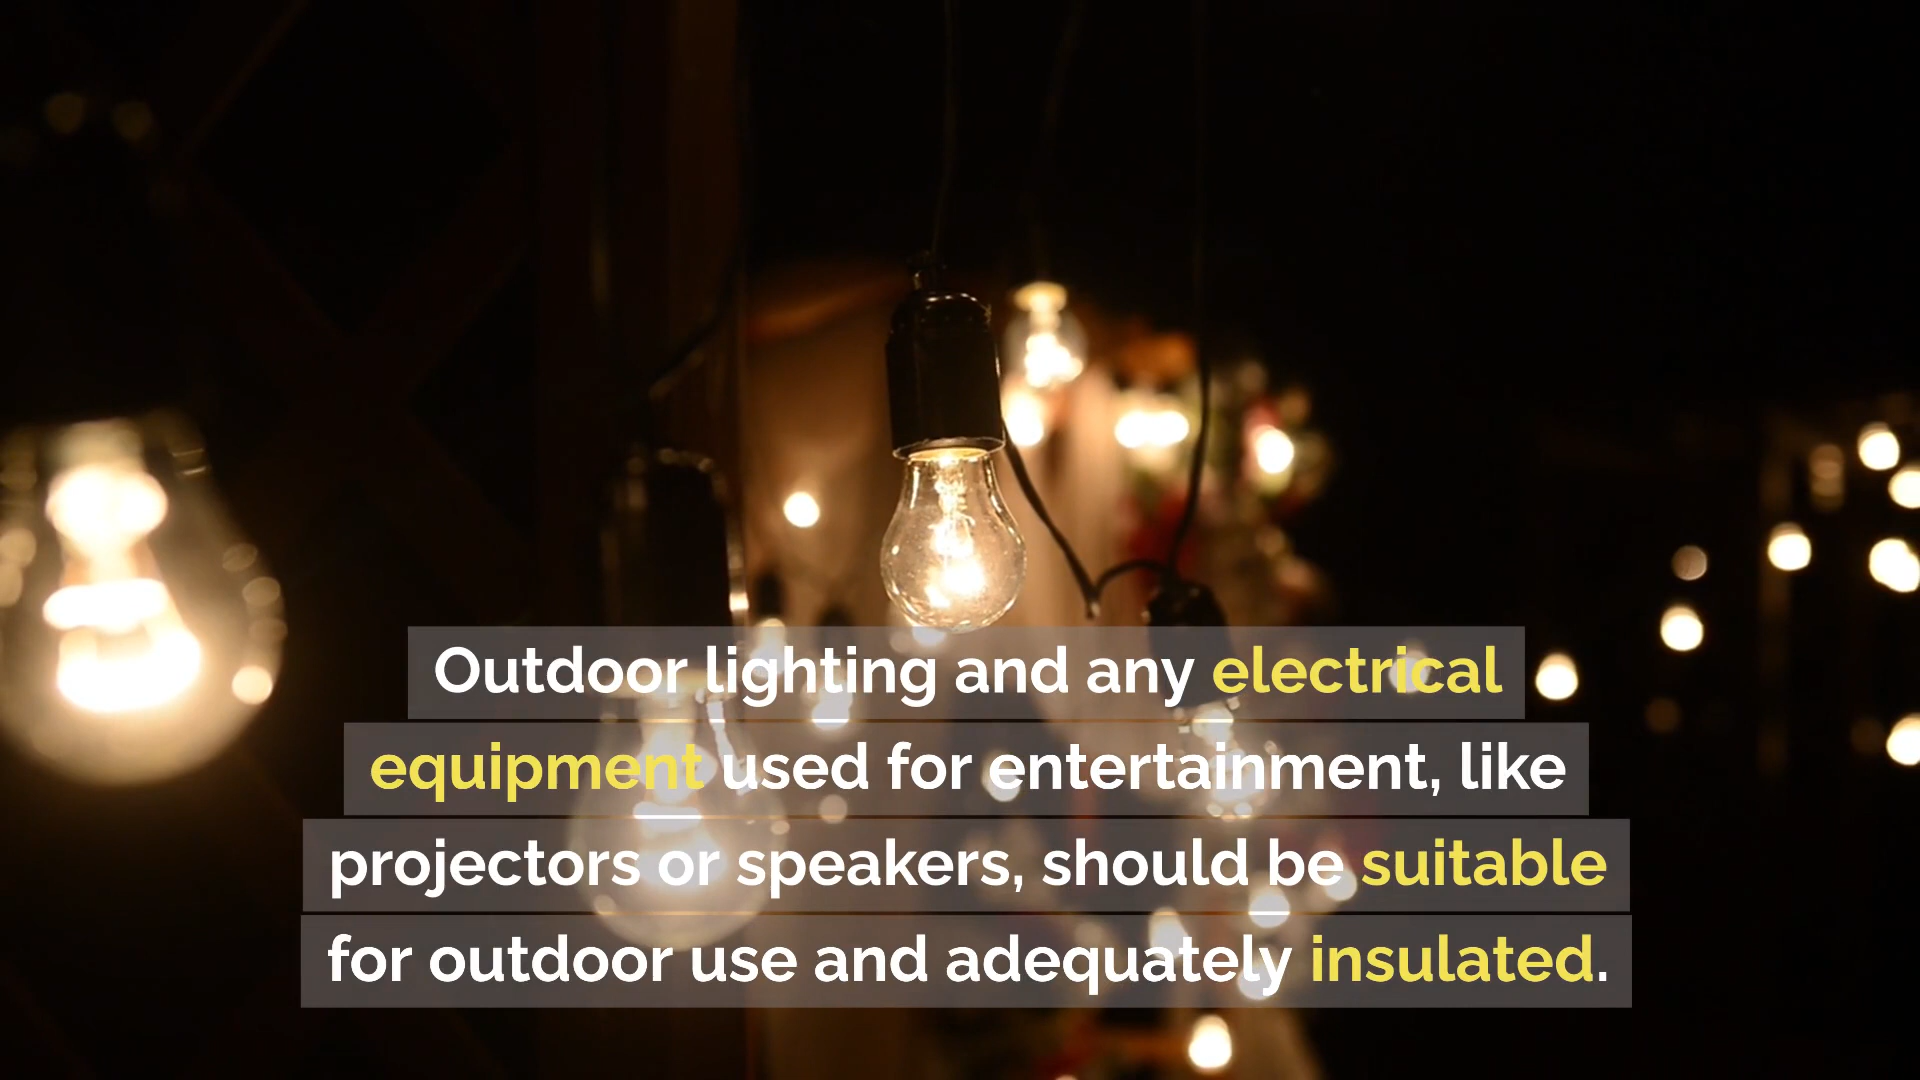 Outdoor lighting and any electrical
equipment used for entertainment, like
projectors or speakers, should be suitable
for outdoor use and adequately insulated.